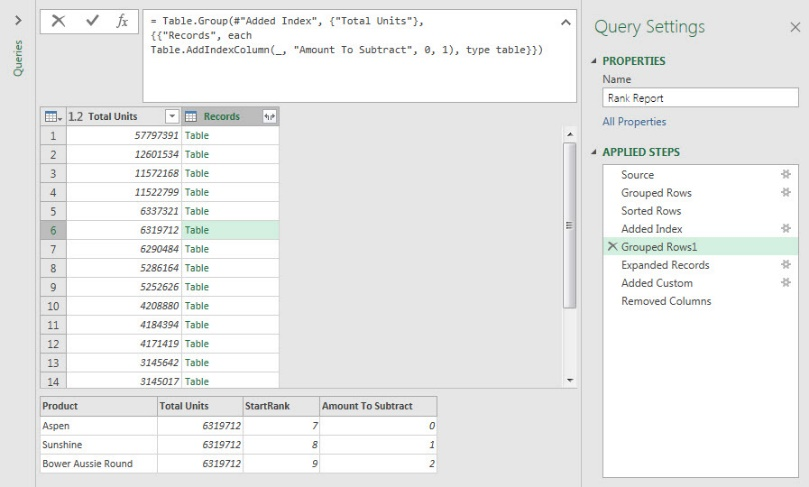 Queries
fx
= Table.Group(#"Added Index", {"Total Units"},
{{"Records", each
Table.AddIndexColumn(_, "Amount To Subtract", 0, 1), type table}})
1.2 Total Units Records
1 57797391 Table
2 12601534 Table
3 11572168 Table
4 11522799 Table
5 6337321 Table
6 6319712 Table
7 6290484 Table
8 5286164 Table
9 5252626 Table
10 4208880 Table
11 4184394 Table
12 4171419 Table
13 3145642 Table
14 3145017 Table
Product Total Units StartRank Amount To Subtract
Aspen 6319712 7 0
Sunshine 6319712 8 1
Bower Aussie Round 6319712 9 2
Query Settings
PROPERTIES
Name
Rank Report
All Properties
APPLIED STEPS
Source
Grouped Rows
Sorted Rows
Added Index
Grouped Rows1
Expanded Records
Added Custom
Removed Columns